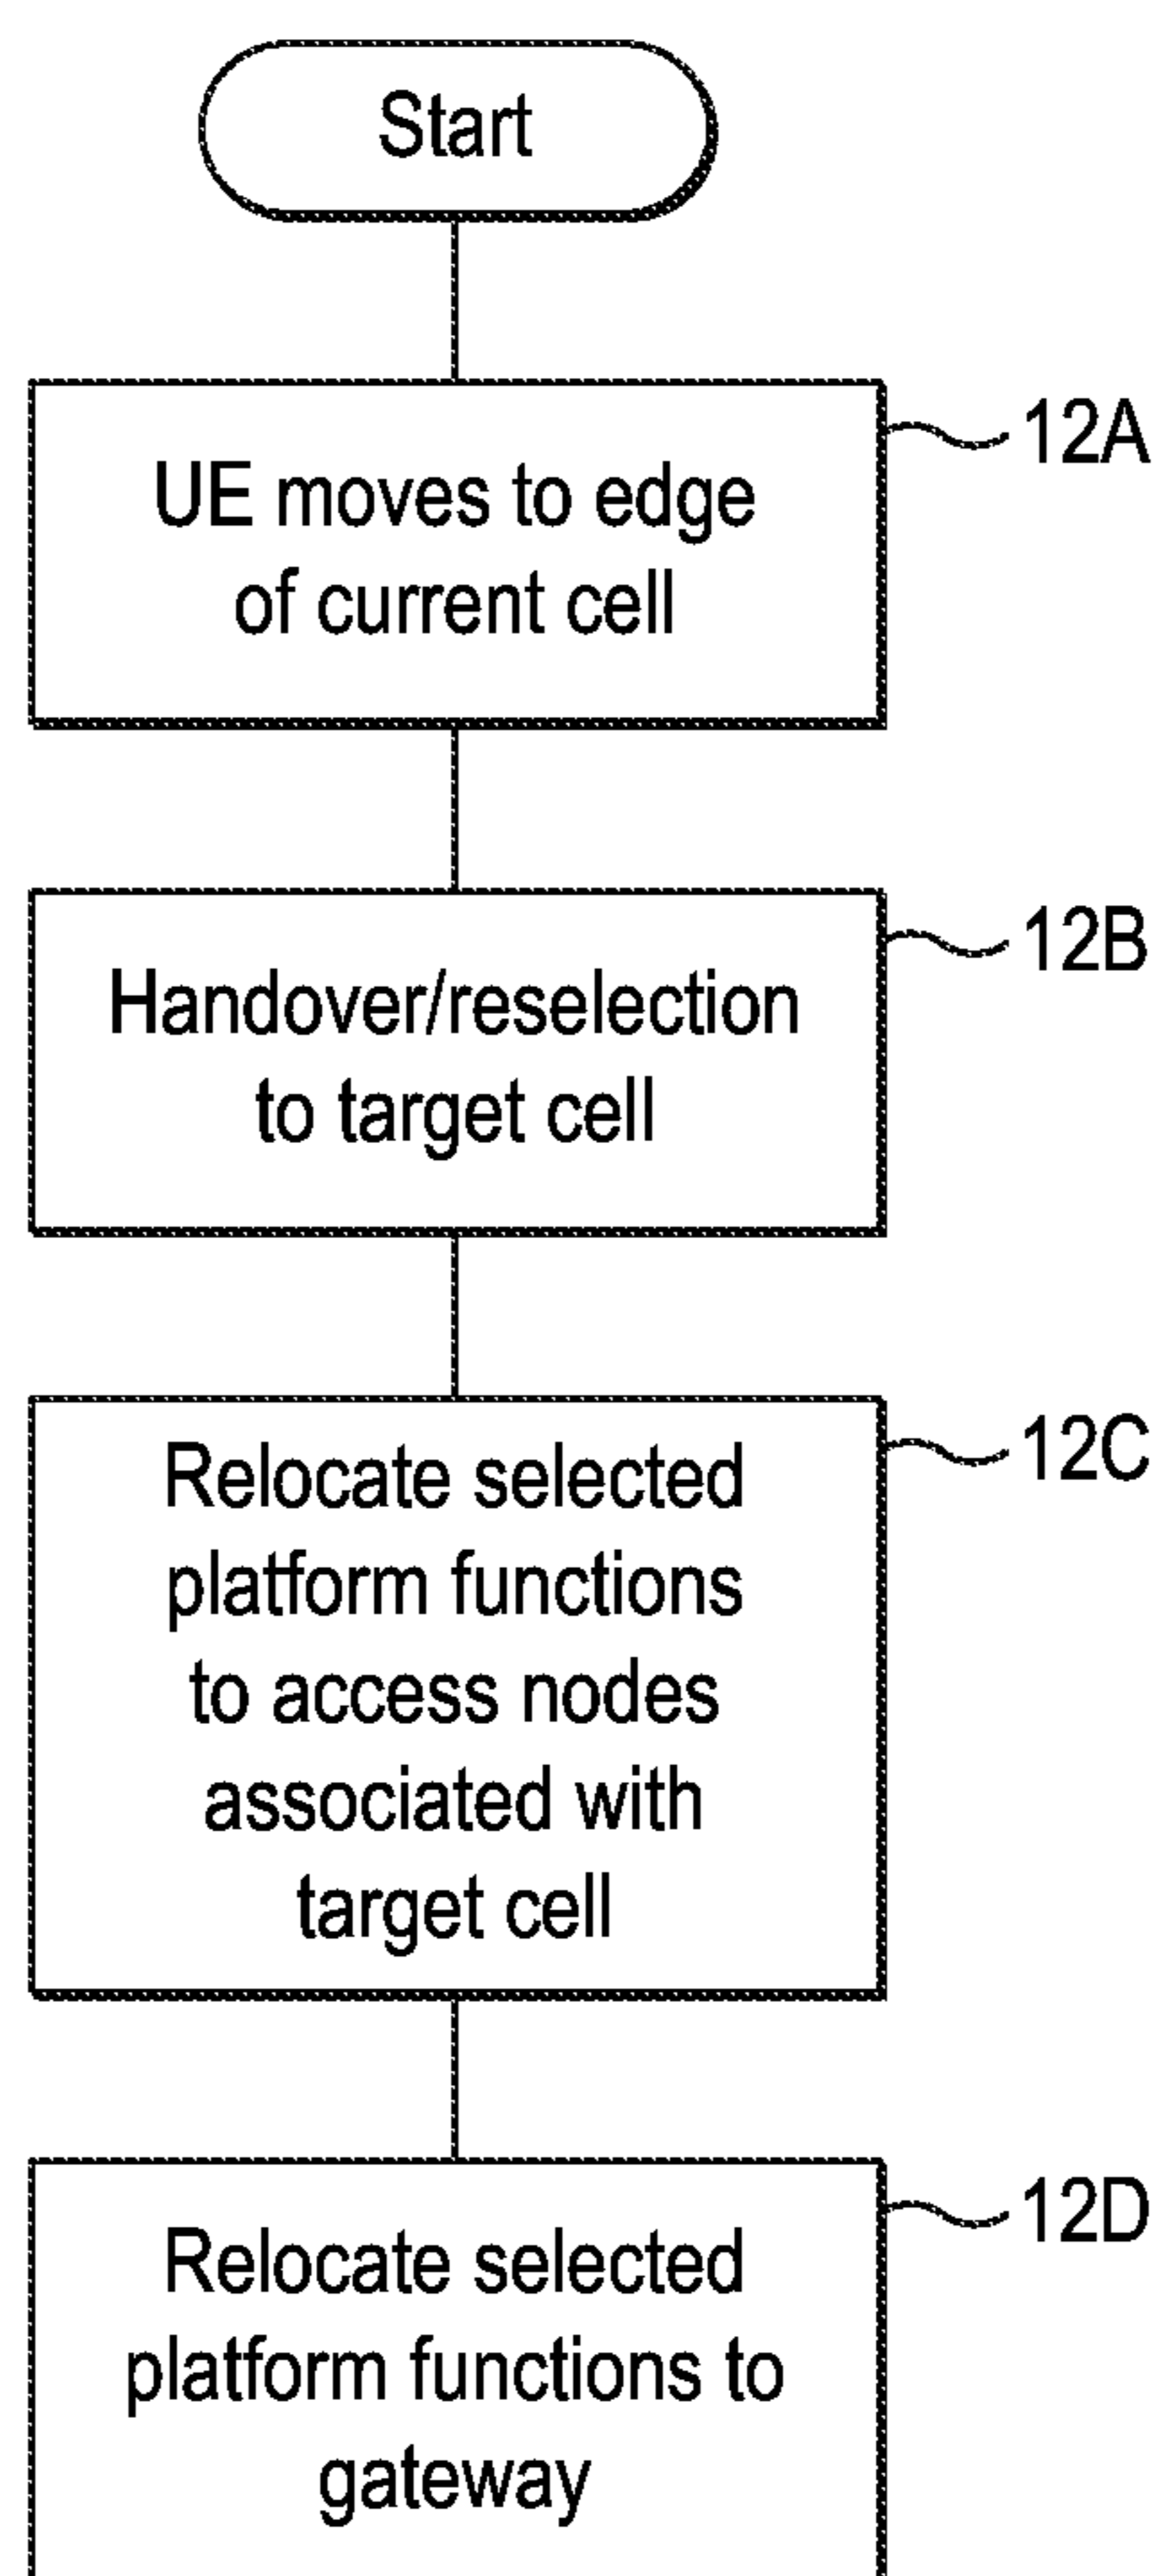 Start
12A
UE moves to edge
of current cell
12B
Handover/reselection
to target cell
12C
Relocate selected
platform functions
to access nodes
associated with
target cell
12D
Relocate selected
platform functions to
gateway